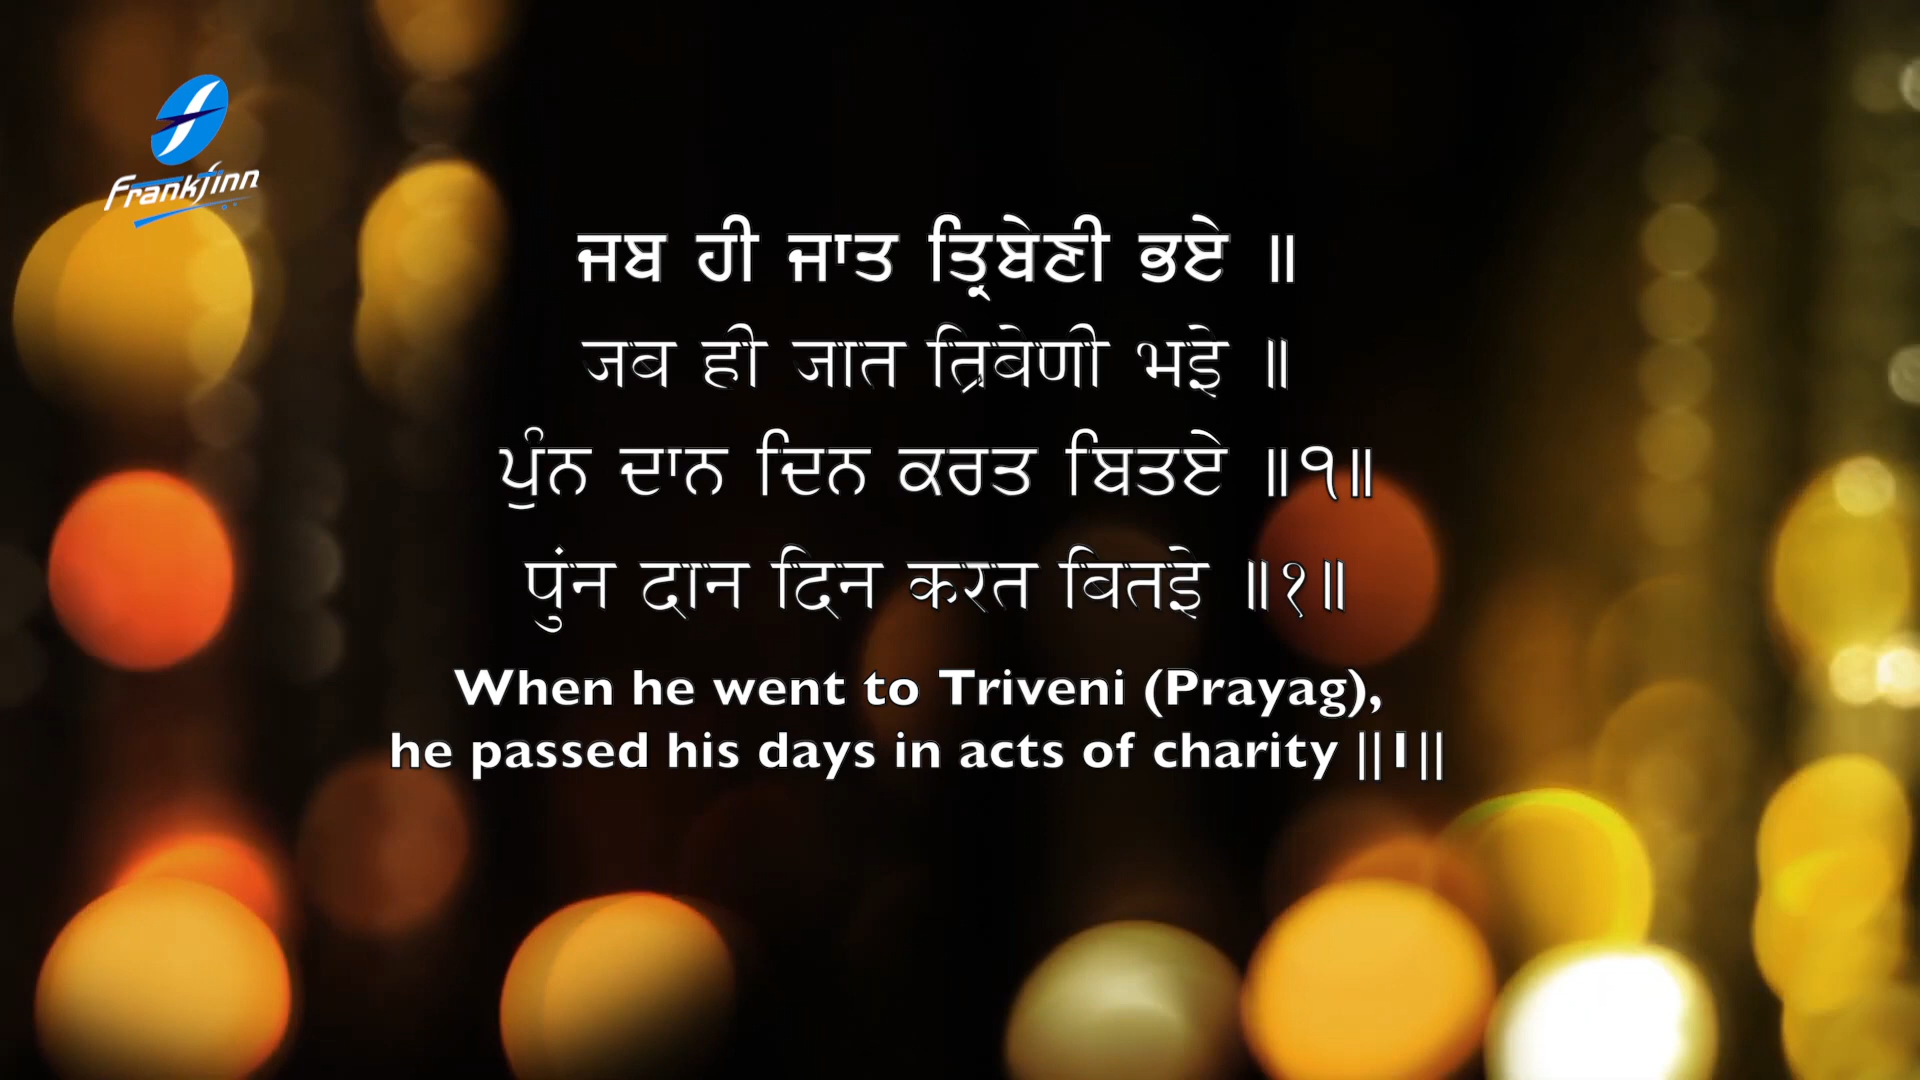 Frankfinn
ਜਬ ਹੀ ਜਾਤ ਤ੍ਰਿਬੇਣੀ ਭਏ ॥
जब ही जात त्रिबेणी भइे ॥
ਪੁੰਨ ਦਾਨ ਦਿਨ ਕਰਤ ਬਿਤਏ ॥੧॥
पुंन दान दिन करत बितइे ॥१॥
When he went to Triveni (Prayag),
he passed his days in acts of charity ||1||